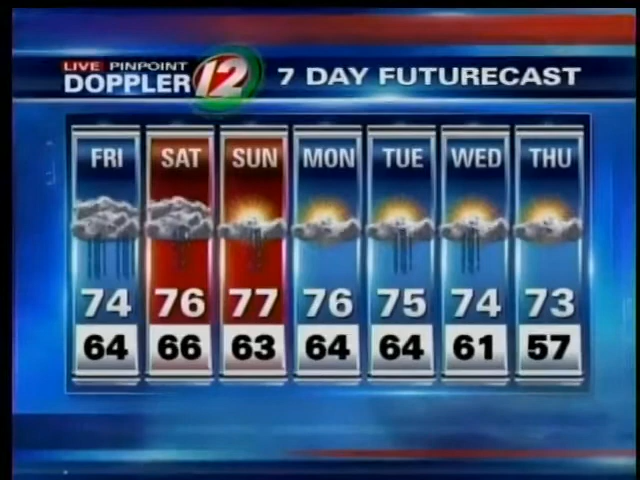 LIVE PINPOINT
DOPPLER 12
7 DAY FUTURECAST
FRI SAT SUN MON TUE WED THU
74 76 77 76 75 74 73
64 66 63 64 64 61 57